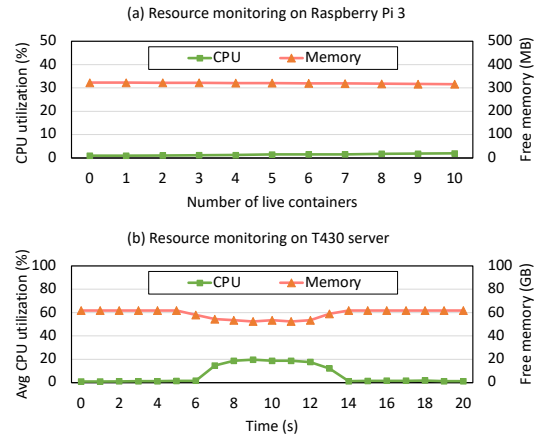 (a) Resource monitoring on Raspberry Pi 3
CPU utilization (%)
50
40
30
20
10
0
CPU
Memory
500
400
300
200
100
0
Free memory (MB)
0 1 2 3 4 5 6 7 8 9 10
Number of live containers
(b) Resource monitoring on T430 server
Avg CPU utilization (%)
100
80
60
40
20
0
CPU
Memory
100
80
60
40
20
0
Free memory (GB)
0 2 4 6 8 10 12 14 16 18 20
Time (s)